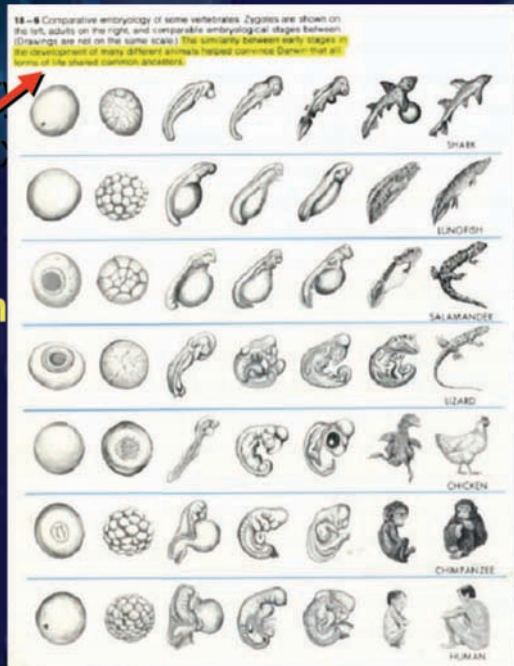 18-6 Comparative embryology of some vertebrates. Zygotes are shown on
the left, adults on the right, and comparable embryological stages between.
(Drawings are not on the same scale.) The similarity between early stages in
the development of many different animals helped convince Darwin that all
forms of life shared common ancestors.
SHARK
LUNGFISH
SALAMANDER
LIZARD
CHICKEN
CHIMPANZEE
HUMAN